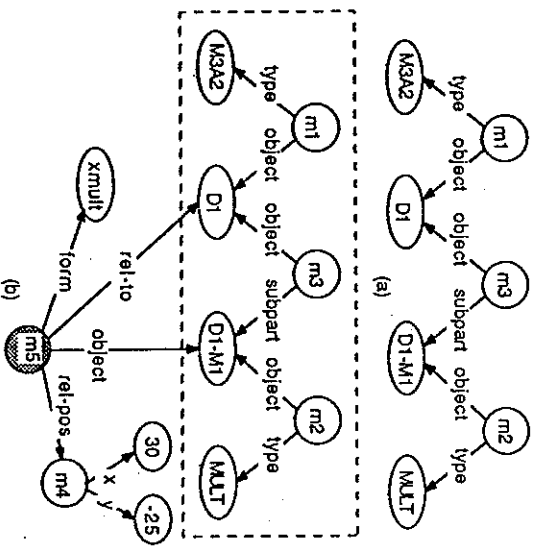 m1 m3 m2
type object object subpart object type
M3A2 D1 D1-M1 MULT
(a)
m1 m3 m2
type object object subpart object type
M3A2 D1 D1-M1 MULT
30 -25
rel-to object x y
xmult
form rel-pos m4
m5
(b)